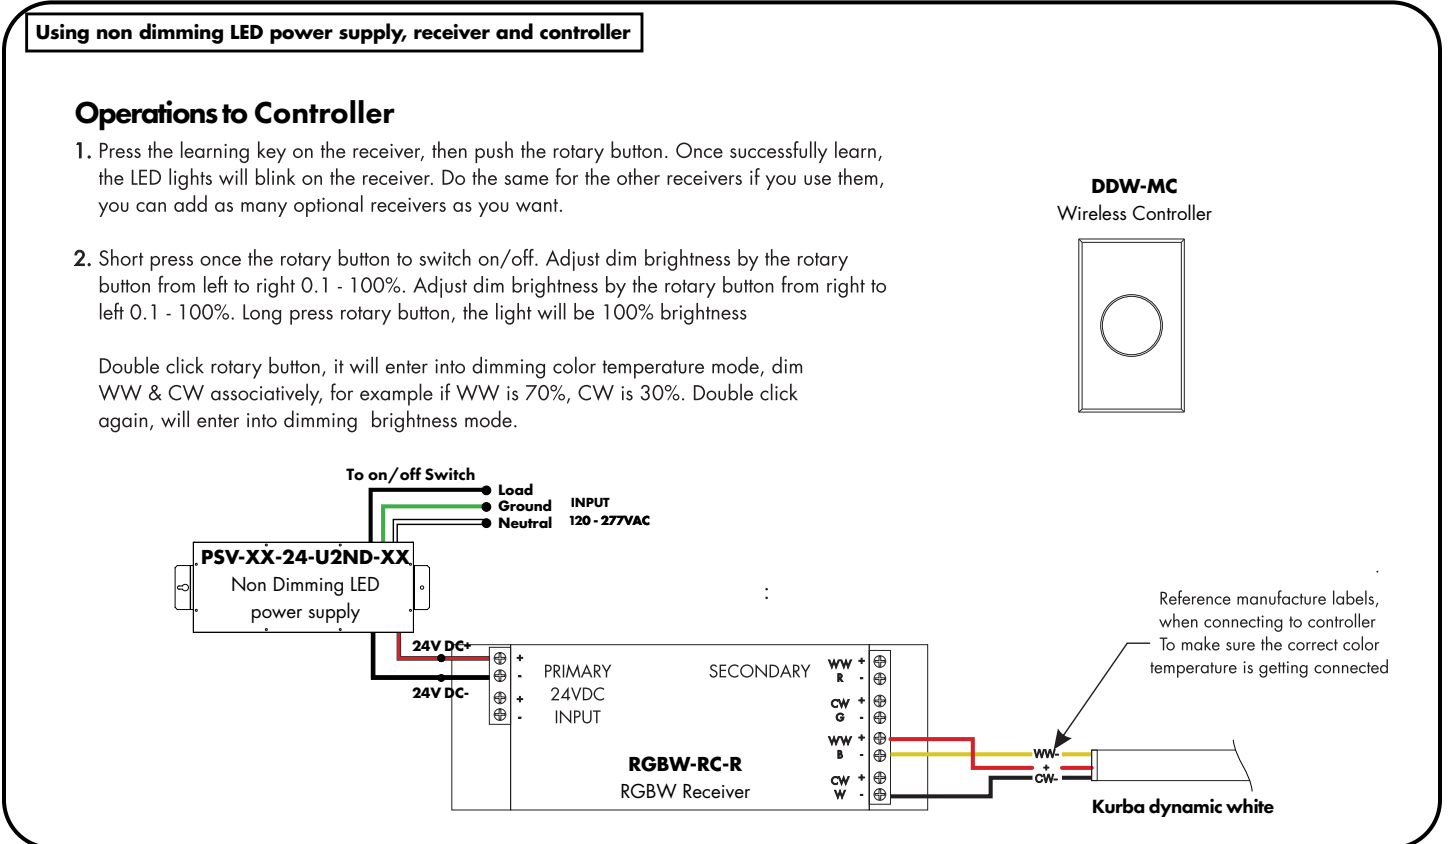 Using non dimming LED power supply, receiver and controller
Operations to Controller
1. Press the learning key on the receiver, then push the rotary button. Once successfully learn,
the LED lights will blink on the receiver. Do the same for the other receivers if you use them,
you can add as many optional receivers as you want.
2. Short press once the rotary button to switch on/off. Adjust dim brightness by the rotary
button from left to right 0.1 - 100%. Adjust dim brightness by the rotary button from right to
left 0.1 - 100%. Long press rotary button, the light will be 100% brightness
Double click rotary button, it will enter into dimming color temperature mode, dim
WW & CW associatively, for example if WW is 70%, CW is 30%. Double click
again, will enter into dimming brightness mode.
DDW-MC
Wireless Controller
To on/off Switch
Load
Ground
Neutral
INPUT
120 - 277VAC
PSV-XX-24-U2ND-XX
Non Dimming LED
power supply
24V DC+
24V DC-
+
-
+
-
PRIMARY
24VDC
INPUT
SECONDARY
:
WW +
R -
CW +
G -
WW +
B -
CW +
W -
RGBW-RC-R
RGBW Receiver
.
Reference manufacture labels,
when connecting to controller
To make sure the correct color
temperature is getting connected
WW-
+
CW-
Kurba dynamic white